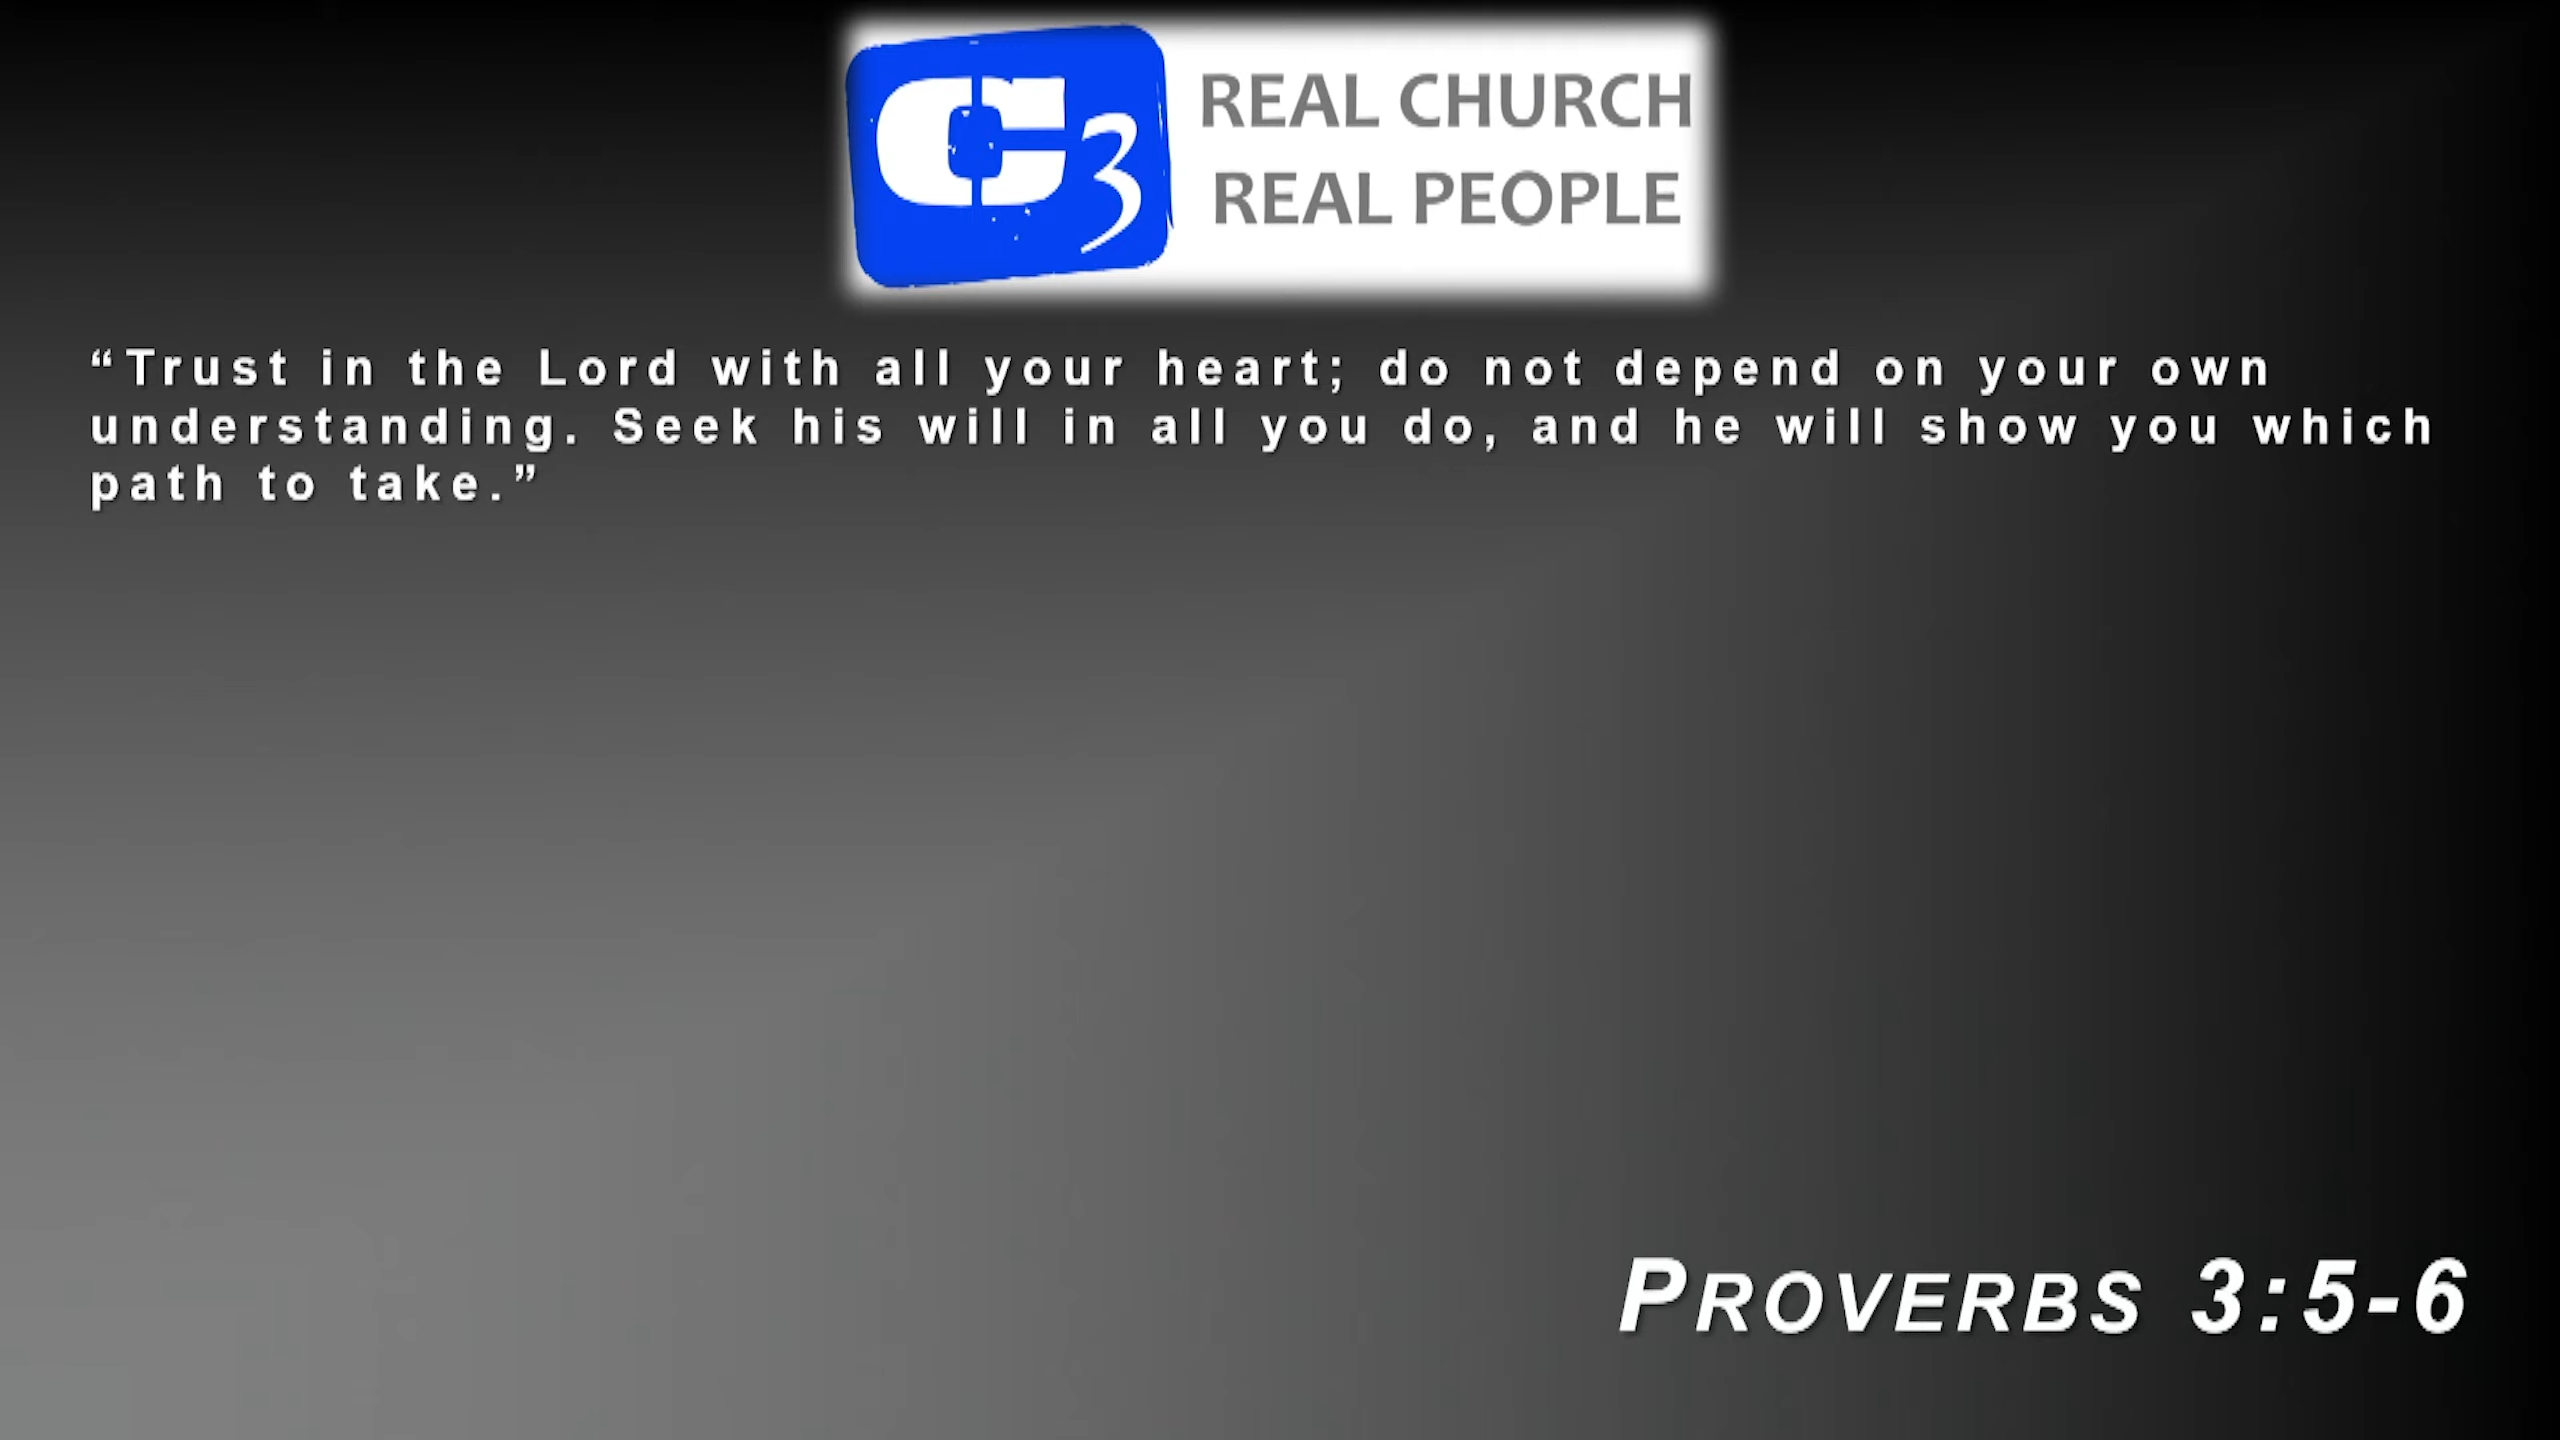 C3
REAL CHURCH
REAL PEOPLE
“Trust in the Lord with all your heart; do not depend on your own
understanding. Seek his will in all you do, and he will show you which
path to take.”
PROVERBS 3:5-6